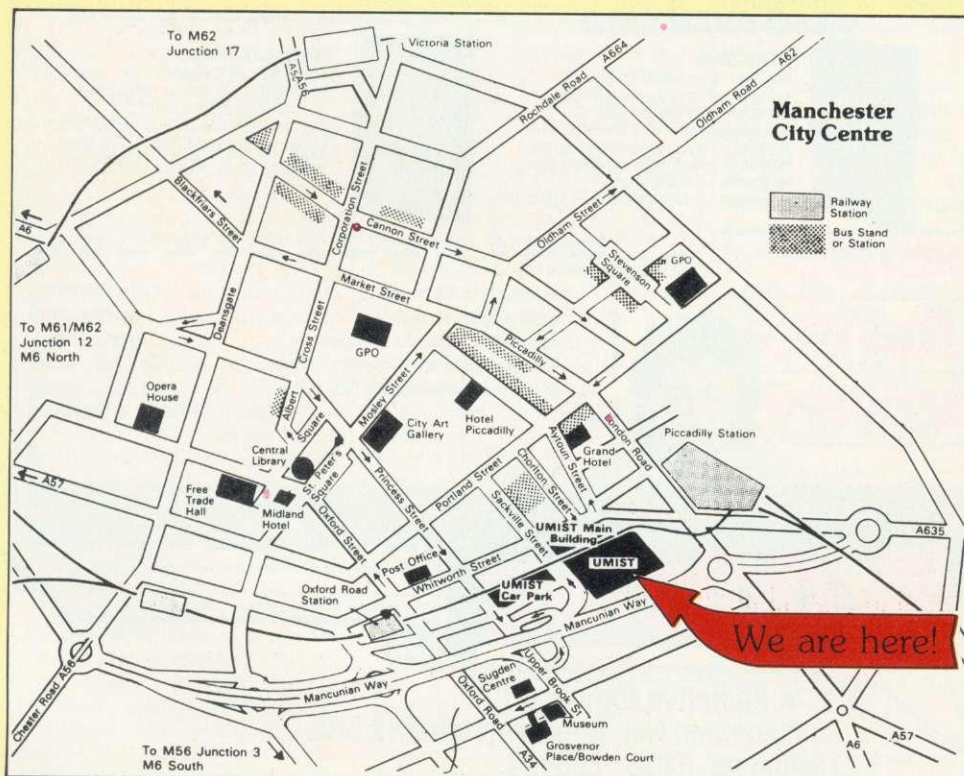 To M62
Junction 17
Victoria Station
A56
A56
A664
A62
Rochdale Road
Oldham Road
Manchester
City Centre
Railway
Station
Bus Stand
or Station
Blackfriars Street
Corporation Street
Cannon Street
Oldham Street
Stevenson
Square
GPO
A6
Market Street
Deansgate
Cross Street
GPO
Piccadilly
To M61/M62
Junction 12
M6 North
Opera
House
Albert
Square
Mosley Street
City Art
Gallery
Hotel
Piccadilly
Aytoun Street
Grand
Hotel
London Road
Piccadilly Station
Central
Library
St. Peter's
Square
Princess Street
Portland Street
Chorlton Street
Sackville Street
A57
Free
Trade
Hall
Midland
Hotel
Oxford Street
UMIST Main
Building
UMIST
A635
Post Office
Whitworth Street
UMIST
Car Park
Oxford Road
Station
Mancunian Way
We are here!
Chester Road A56
Mancunian Way
Sugden
Centre
Upper Brook St.
Oxford Road
Museum
Grosvenor
Place/Bowden Court
A34
To M56 Junction 3
M6 South
A6
A57